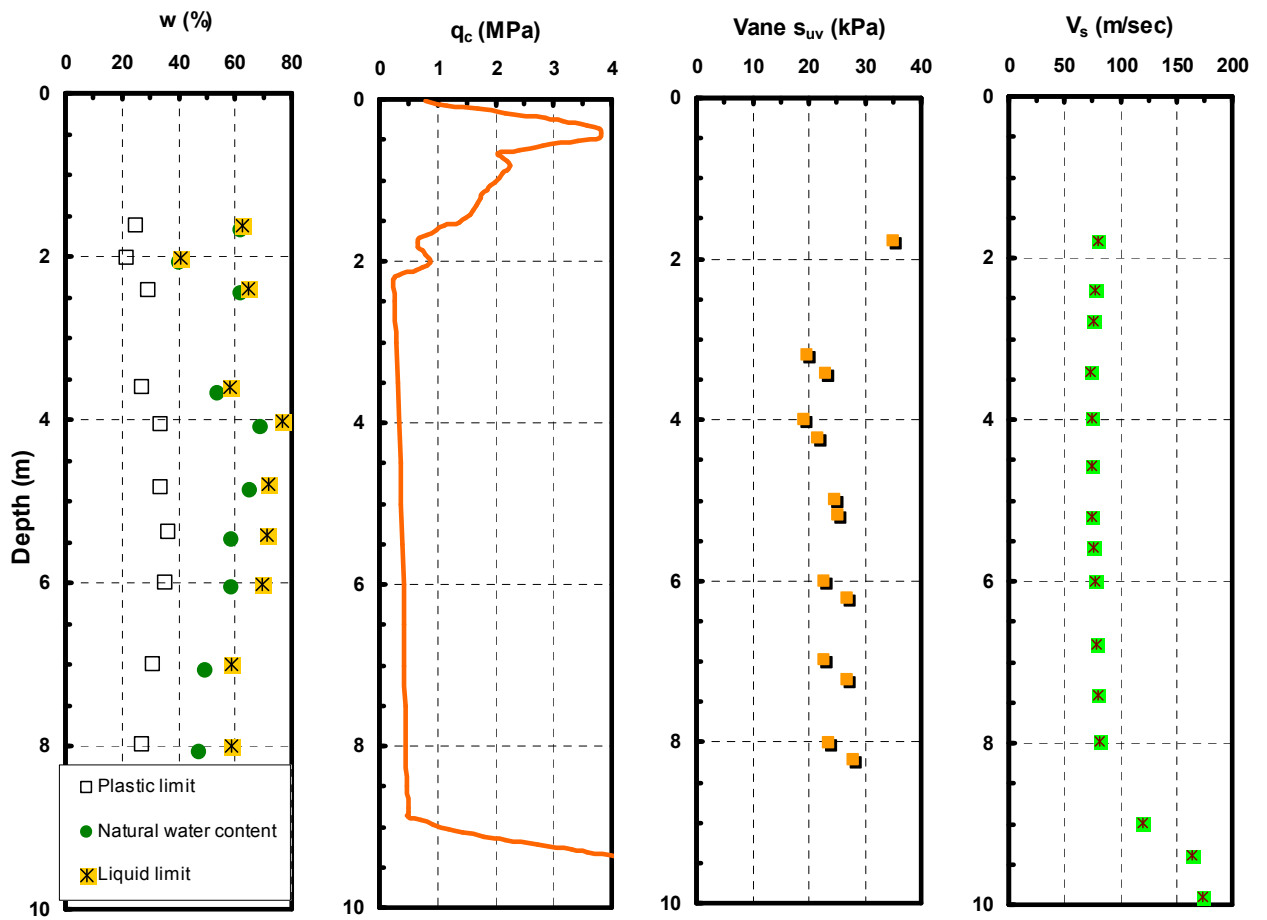 w (%)
0 20 40 60 80
0
2
4
6
8
10
Depth (m)
Plastic limit
Natural water content
Liquid limit
qc (MPa)
0 1 2 3 4
0
2
4
6
8
10
Vane suv (kPa)
0 10 20 30 40
0
2
4
6
8
10
Vs (m/sec)
0 50 100 150 200
0
2
4
6
8
10